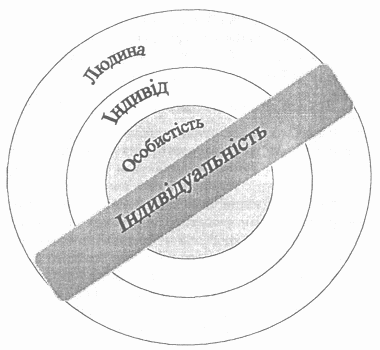 Людина
Індивід
Особистість
Індивідуальність